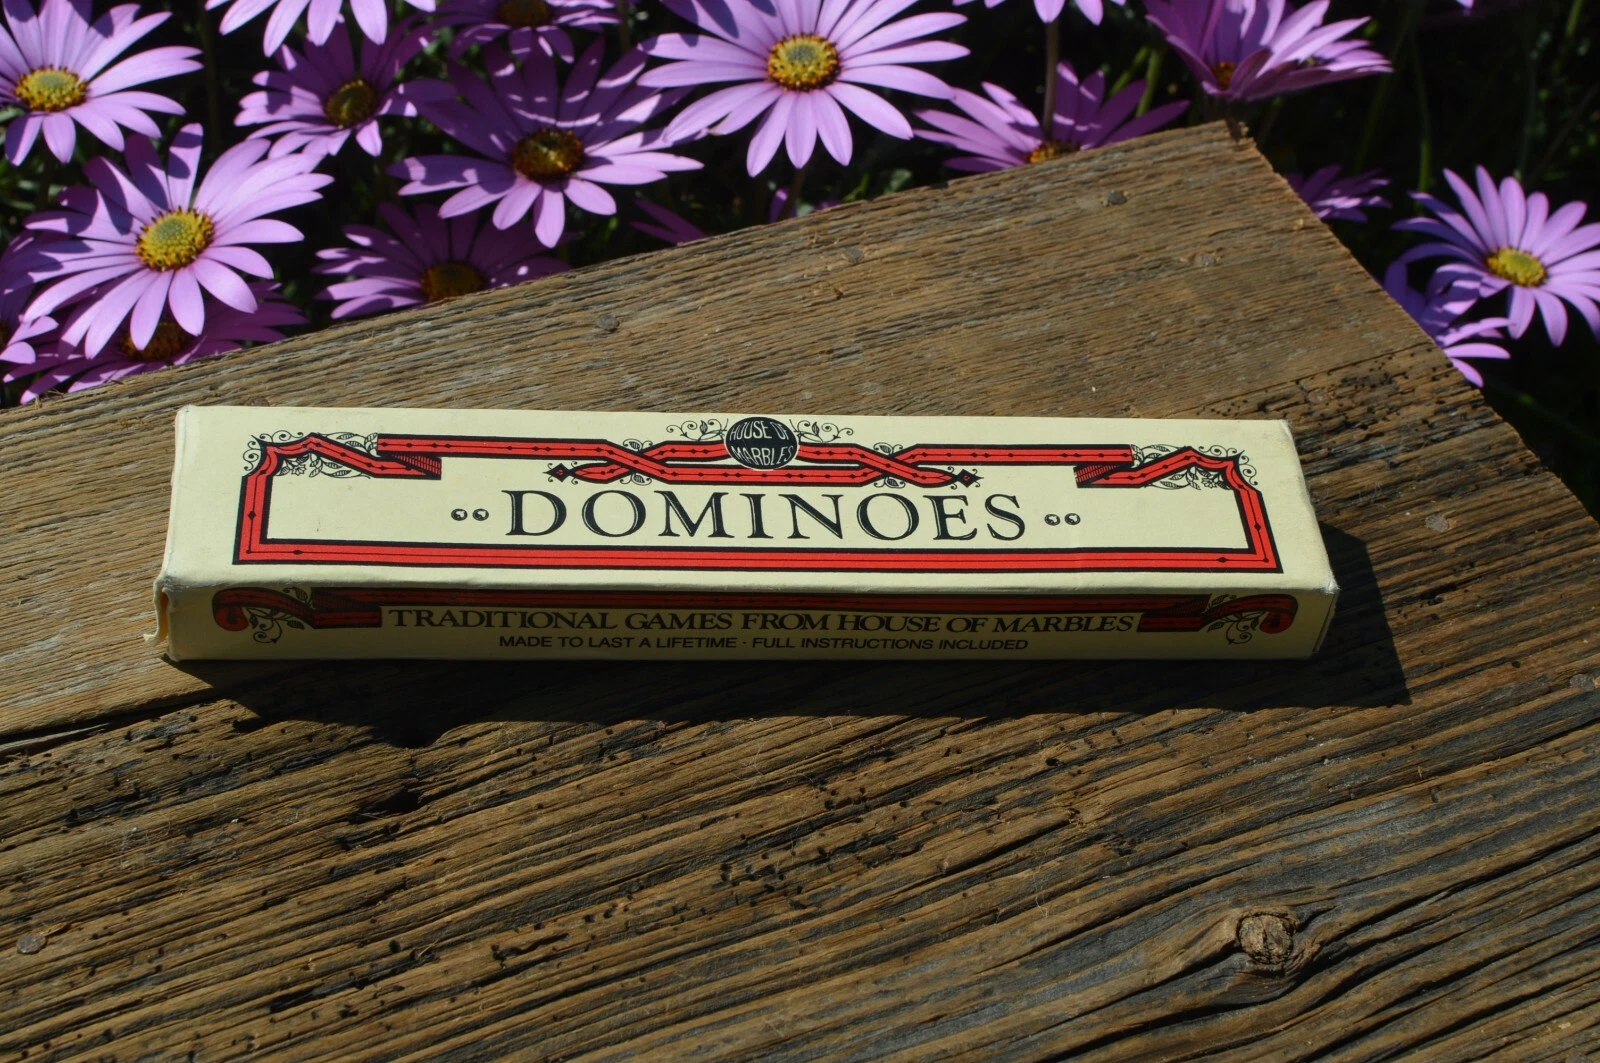 HOUSE OF
MARBLES
DOMINOES
TRADITIONAL GAMES FROM HOUSE OF MARBLES
MADE TO LAST A LIFETIME · FULL INSTRUCTIONS INCLUDED